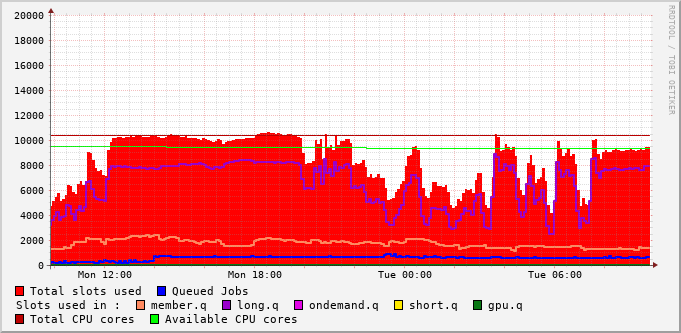 20000
18000
16000
14000
12000
10000
8000
6000
4000
2000
0
Mon 12:00 Mon 18:00 Tue 00:00 Tue 06:00
RRDTOOL / TOBI OETIKER
Total slots used Queued Jobs
Slots used in : member.q long.q ondemand.q short.q gpu.q
Total CPU cores Available CPU cores